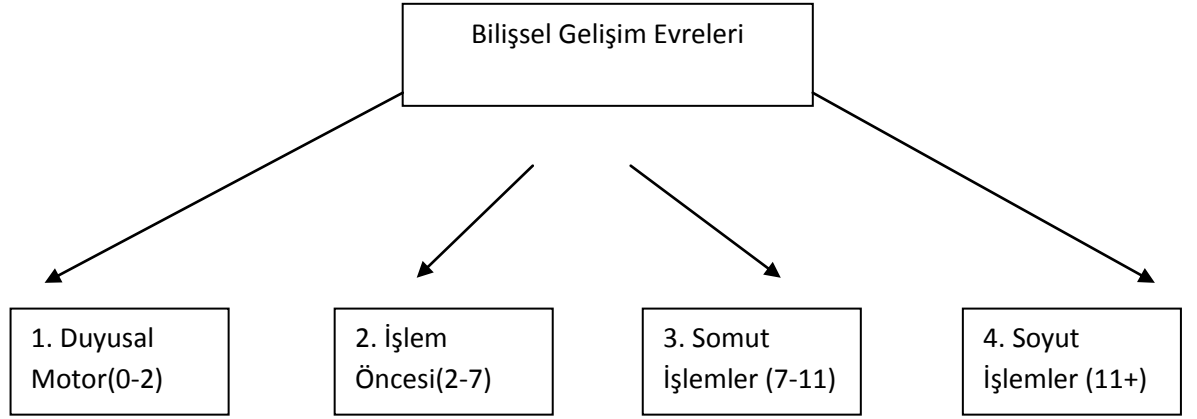 Bilişsel Gelişim Evreleri
1. Duyusal
Motor(0-2)
2. İşlem
Öncesi(2-7)
3. Somut
İşlemler (7-11)
4. Soyut
İşlemler (11+)